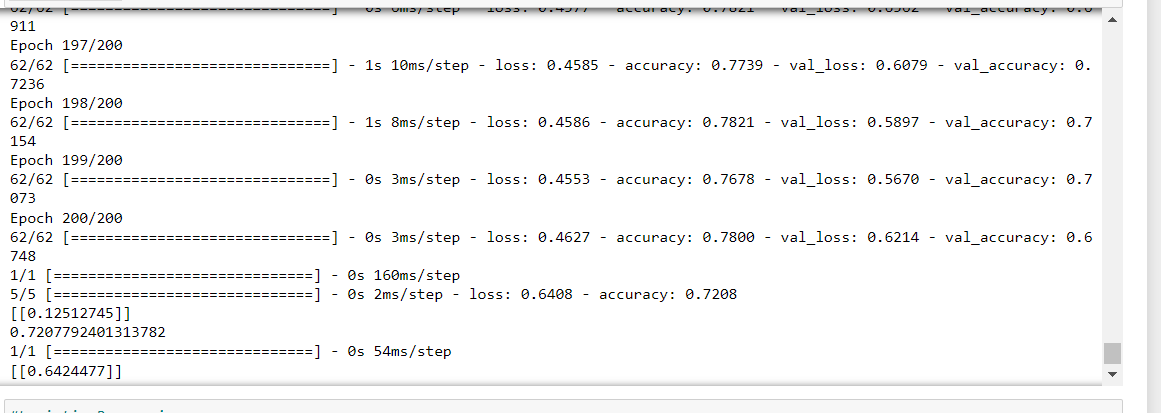 911
Epoch 197/200
62/62 [==============================] - 1s 10ms/step - loss: 0.4585 - accuracy: 0.7739 - val_loss: 0.6079 - val_accuracy: 0.
7236
Epoch 198/200
62/62 [==============================] - 1s 8ms/step - loss: 0.4586 - accuracy: 0.7821 - val_loss: 0.5897 - val_accuracy: 0.7
154
Epoch 199/200
62/62 [==============================] - 0s 3ms/step - loss: 0.4553 - accuracy: 0.7678 - val_loss: 0.5670 - val_accuracy: 0.7
073
Epoch 200/200
62/62 [==============================] - 0s 3ms/step - loss: 0.4627 - accuracy: 0.7800 - val_loss: 0.6214 - val_accuracy: 0.6
748
1/1 [==============================] - 0s 160ms/step
5/5 [==============================] - 0s 2ms/step - loss: 0.6408 - accuracy: 0.7208
[[0.12512745]]
0.7207792401313782
1/1 [==============================] - 0s 54ms/step
[[0.6424477]]